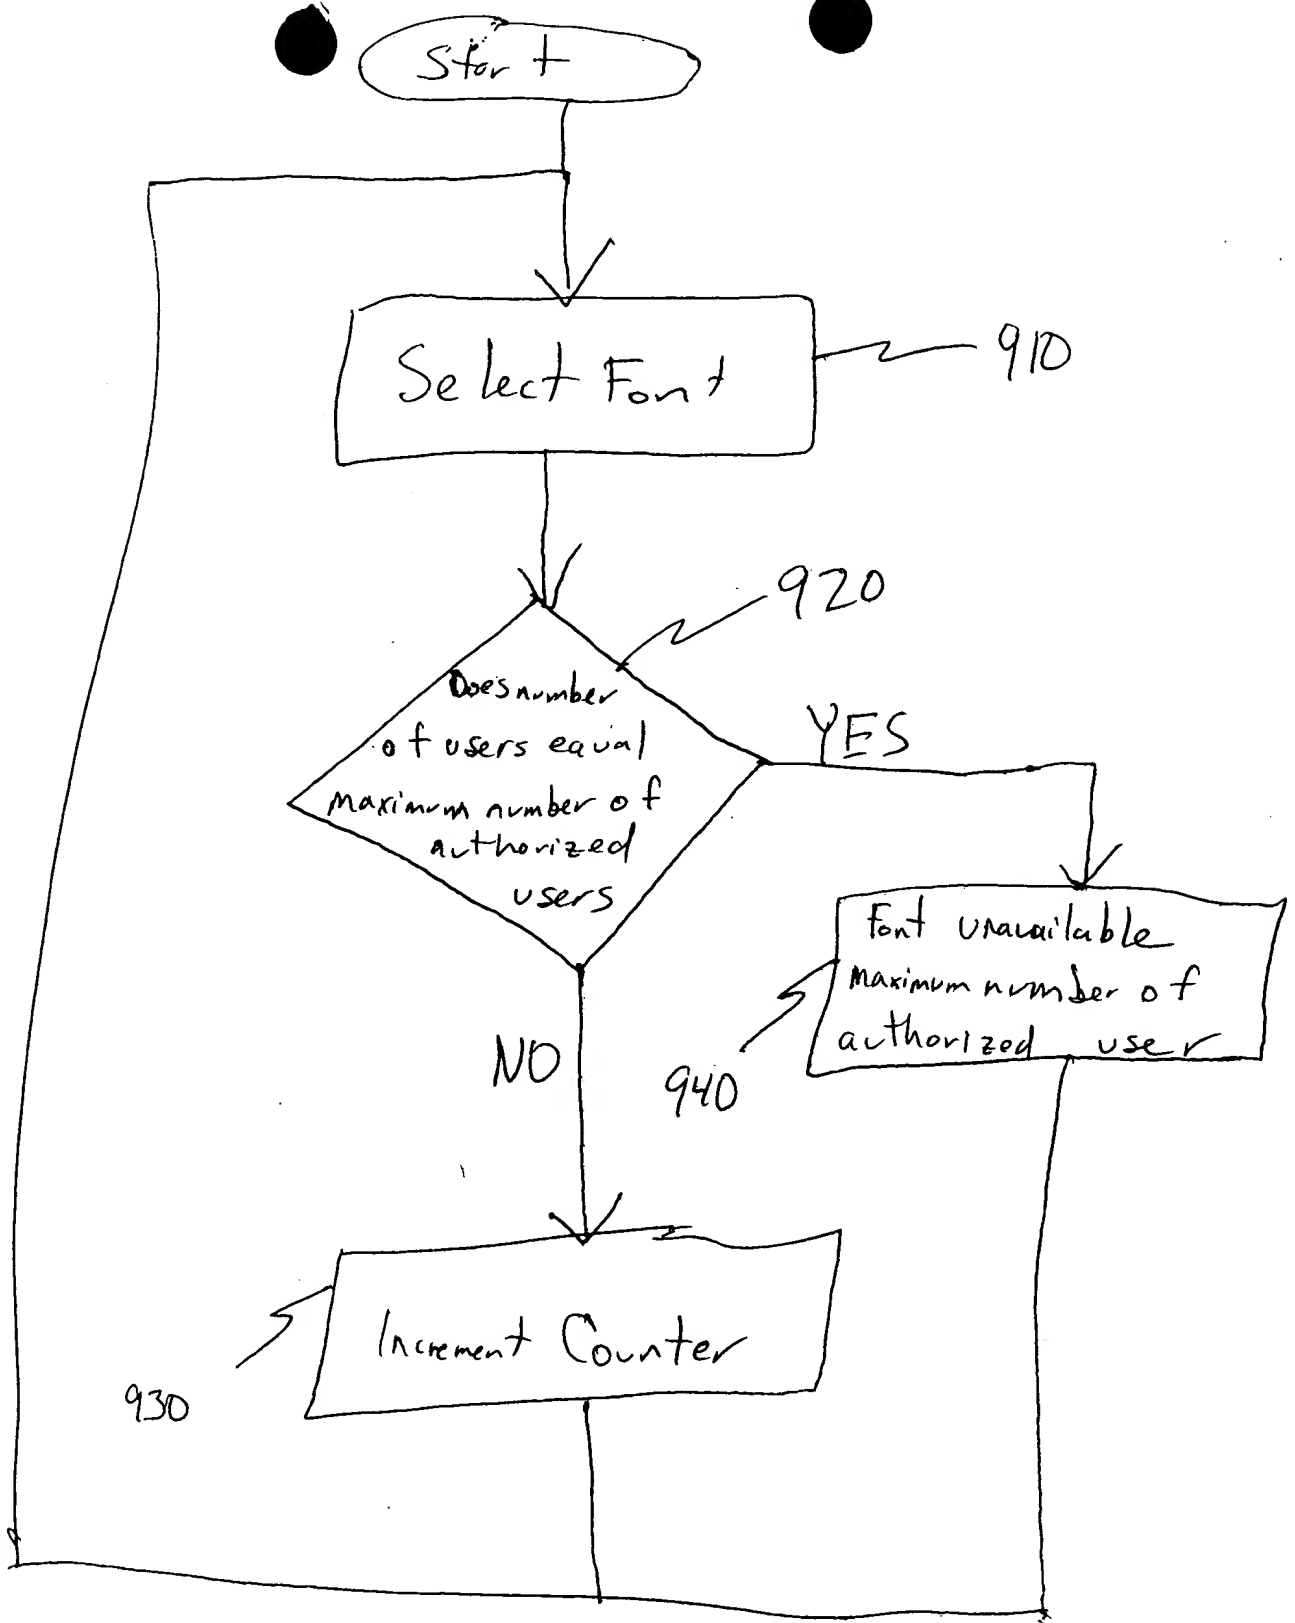 Start
Select Font
910
920
Does number
of users equal
maximum number of
authorized
users
YES
Font unavailable
maximum number of
authorized user
940
NO
Increment Counter
930